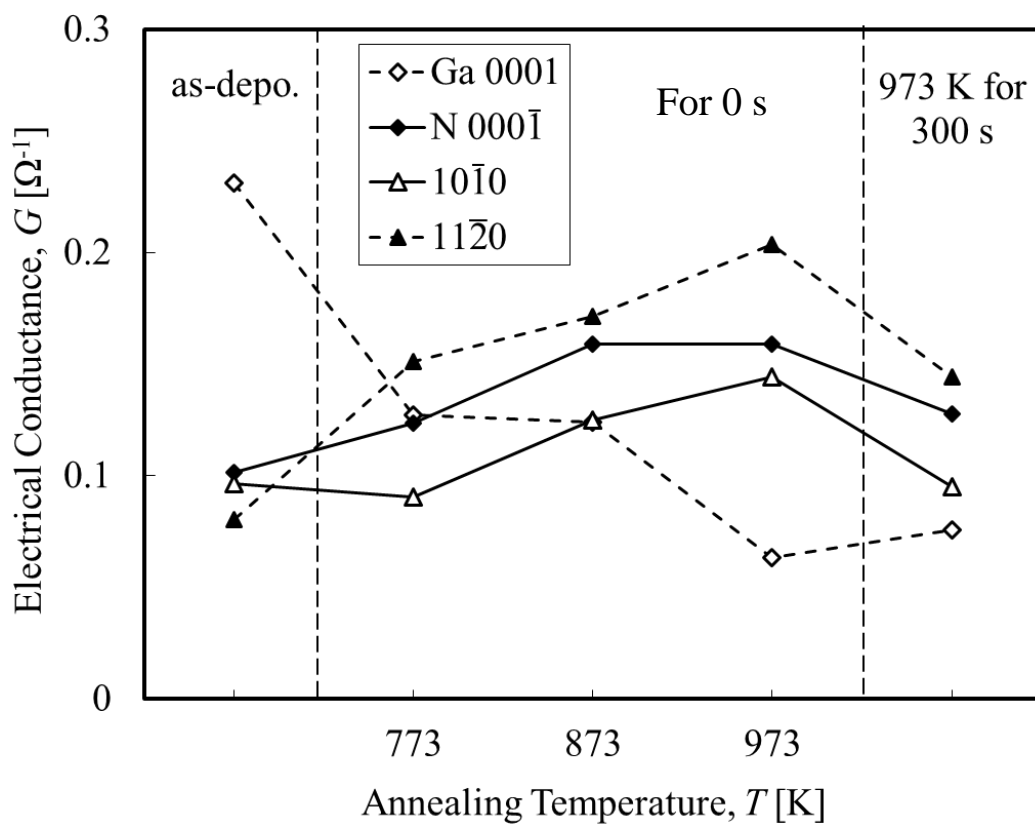 0.3
as-depo.
Ga 0001
N 0001̅
101̅0
112̅0
For 0 s
973 K for
300 s
0.2
0.1
0
Electrical Conductance, G [Ω⁻¹]
773
873
973
Annealing Temperature, T [K]